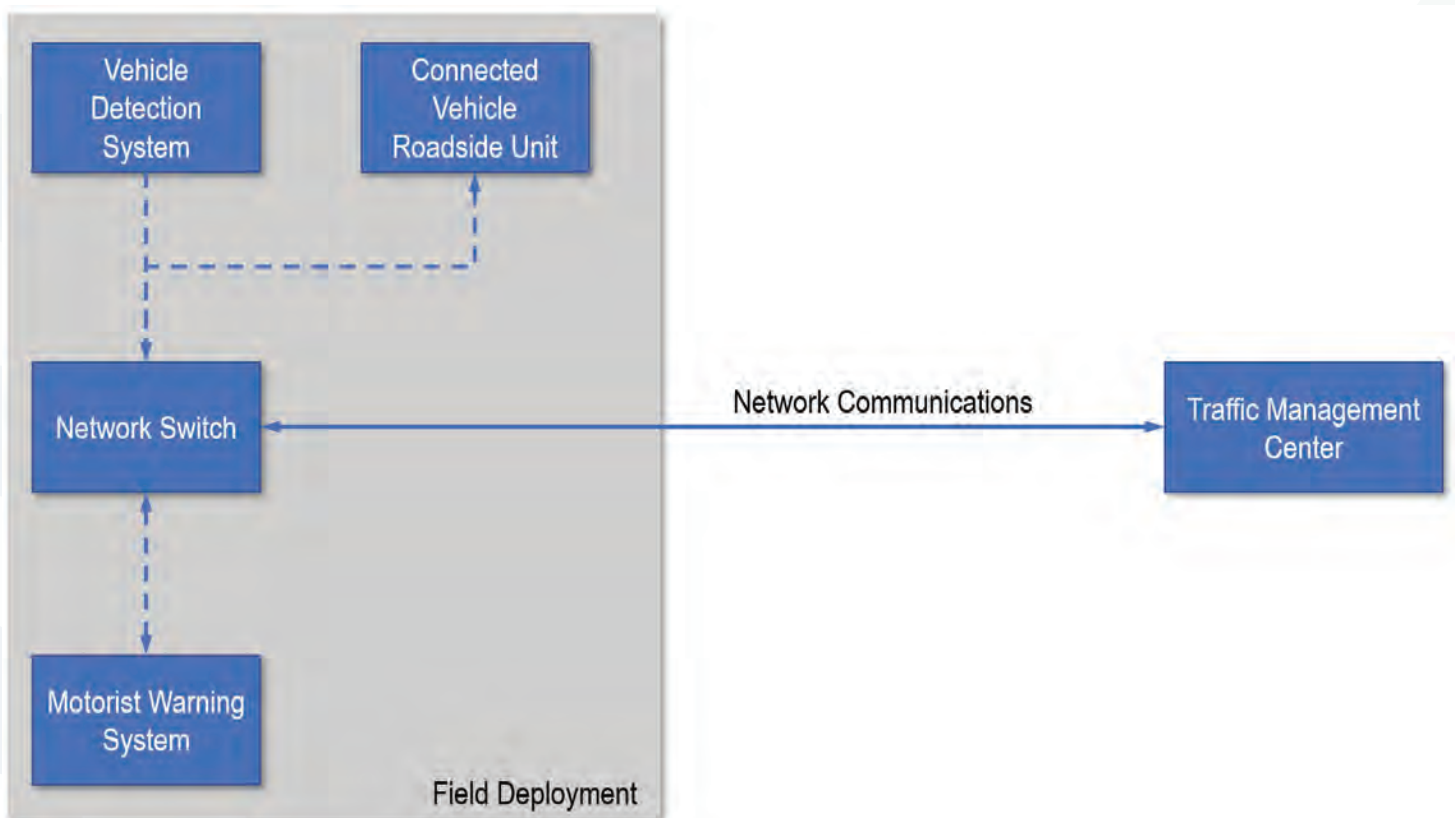 Vehicle
Detection
System
Connected
Vehicle
Roadside Unit
Network Switch
Network Communications
Traffic Management
Center
Motorist Warning
System
Field Deployment